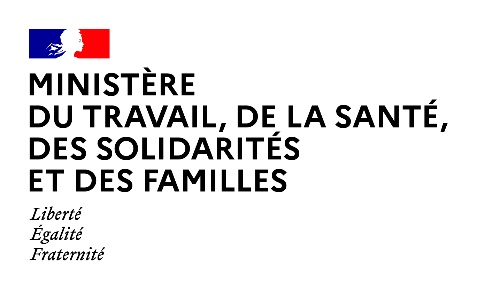 MINISTÈRE
DU TRAVAIL, DE LA SANTÉ,
DES SOLIDARITÉS
ET DES FAMILLES
Liberté
Égalité
Fraternité